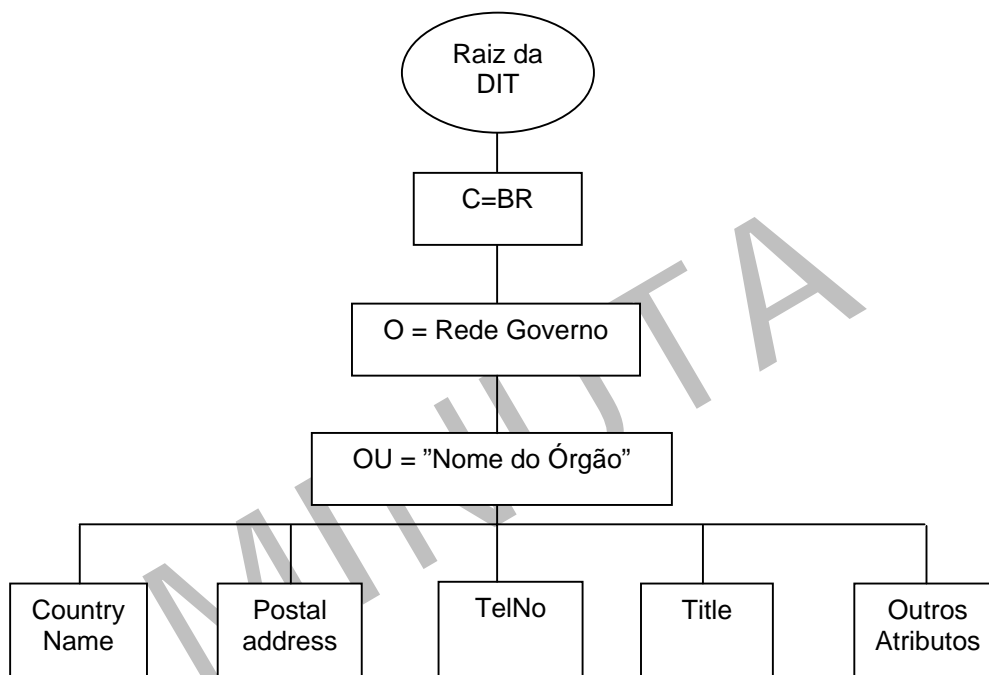 Raiz da
DIT
C=BR
O = Rede Governo
OU = ”Nome do Órgão”
Country
Name
Postal
address
TelNo
Title
Outros
Atributos
MINUTA